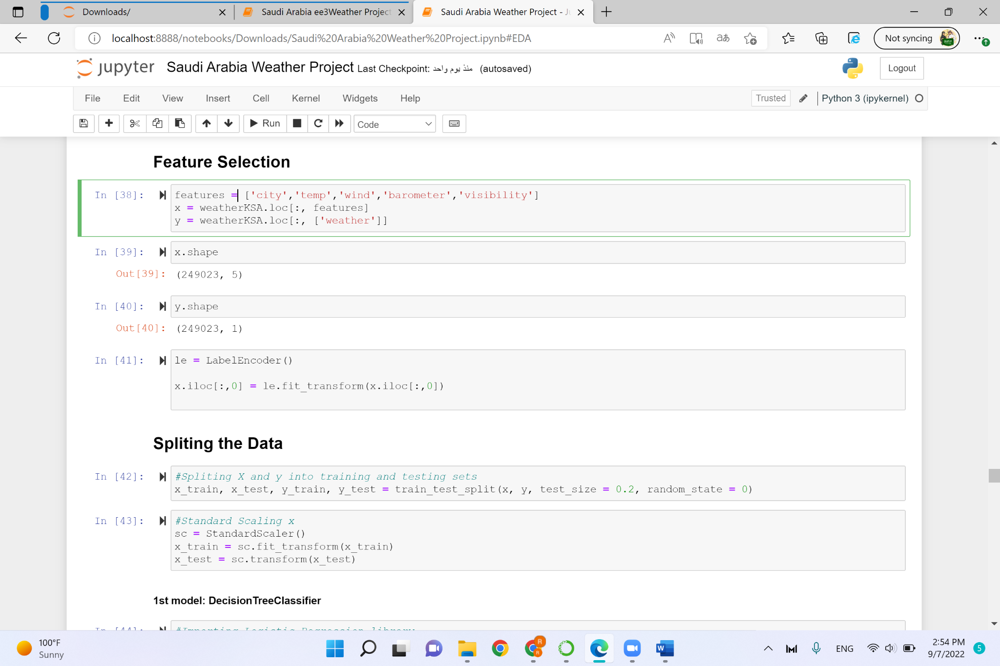 Downloads/
Saudi Arabia ee3Weather Project
Saudi Arabia Weather Project - Ju
localhost:8888/notebooks/Downloads/Saudi%20Arabia%20Weather%20Project.ipynb#EDA
Not syncing
jupyter Saudi Arabia Weather Project Last Checkpoint: منذ يوم واحد (autosaved)
Logout
File Edit View Insert Cell Kernel Widgets Help
Trusted Python 3 (ipykernel)
Run Code
Feature Selection
In [38]: features = ['city','temp','wind','barometer','visibility']
x = weatherKSA.loc[:, features]
y = weatherKSA.loc[:, ['weather']]
In [39]: x.shape
Out[39]: (249023, 5)
In [40]: y.shape
Out[40]: (249023, 1)
In [41]: le = LabelEncoder()
x.iloc[:,0] = le.fit_transform(x.iloc[:,0])
Spliting the Data
In [42]: #Spliting X and y into training and testing sets
x_train, x_test, y_train, y_test = train_test_split(x, y, test_size = 0.2, random_state = 0)
In [43]: #Standard Scaling x
sc = StandardScaler()
x_train = sc.fit_transform(x_train)
x_test = sc.transform(x_test)
1st model: DecisionTreeClassifier
In [44]: #Importing Logistic Regression library
100°F
Sunny
ENG
2:54 PM
9/7/2022
5